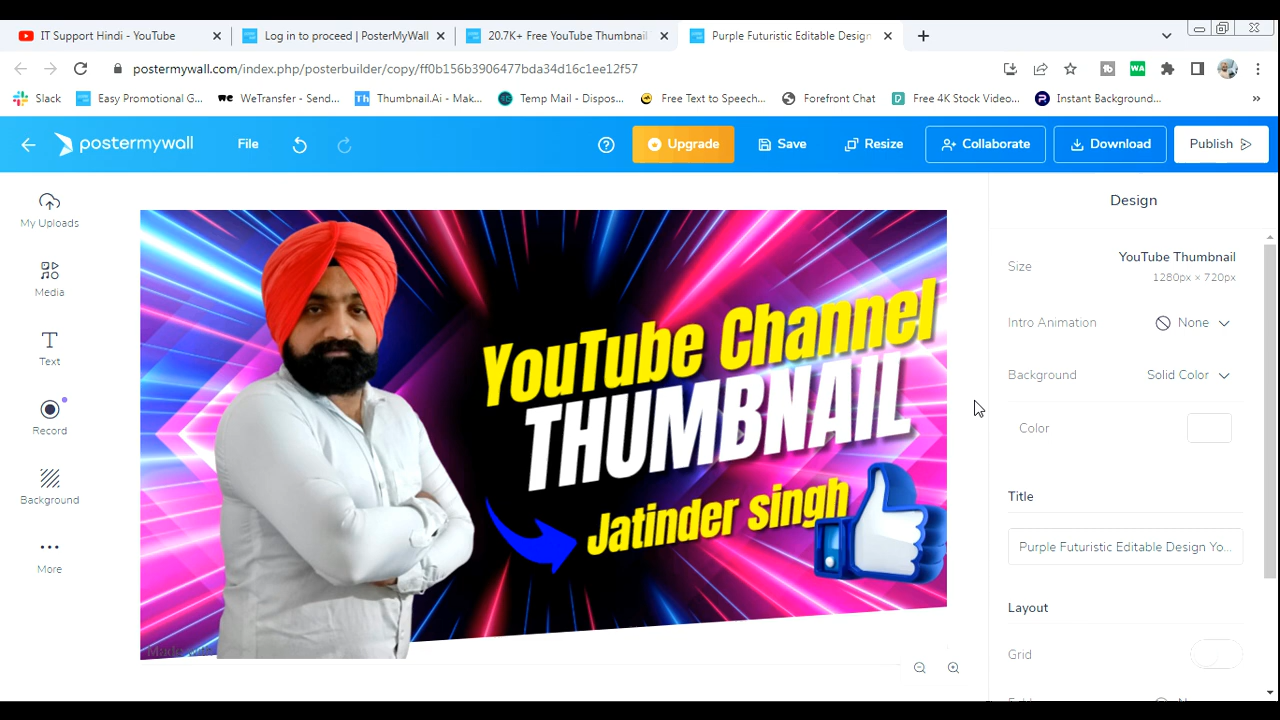 IT Support Hindi - YouTube
Log in to proceed | PosterMyWall
20.7K+ Free YouTube Thumbnail
Purple Futuristic Editable Design
postermywall.com/index.php/posterbuilder/copy/ff0b156b3906477bda34d16c1ee12f57
Slack
Easy Promotional G...
WeTransfer - Send...
Thumbnail.Ai - Mak...
Temp Mail - Dispos...
Free Text to Speech...
Forefront Chat
Free 4K Stock Video...
Instant Background...
postermywall
File
Upgrade
Save
Resize
Collaborate
Download
Publish
My Uploads
Media
Text
Record
Background
More
YouTube Channel
THUMBNAIL
Jatinder singh
Design
Size
YouTube Thumbnail
1280px × 720px
Intro Animation
None
Background
Solid Color
Color
Title
Purple Futuristic Editable Design Yo...
Layout
Grid